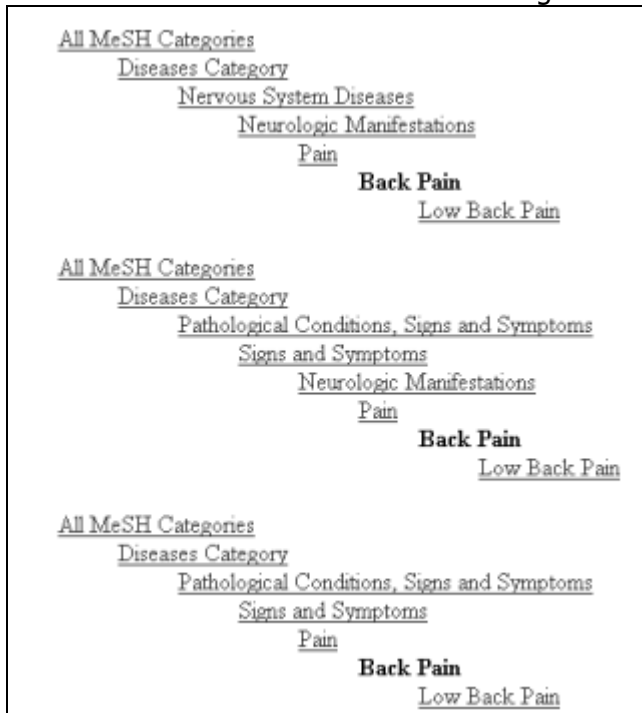 All MeSH Categories
Diseases Category
Nervous System Diseases
Neurologic Manifestations
Pain
Back Pain
Low Back Pain
All MeSH Categories
Diseases Category
Pathological Conditions, Signs and Symptoms
Signs and Symptoms
Neurologic Manifestations
Pain
Back Pain
Low Back Pain
All MeSH Categories
Diseases Category
Pathological Conditions, Signs and Symptoms
Signs and Symptoms
Pain
Back Pain
Low Back Pain